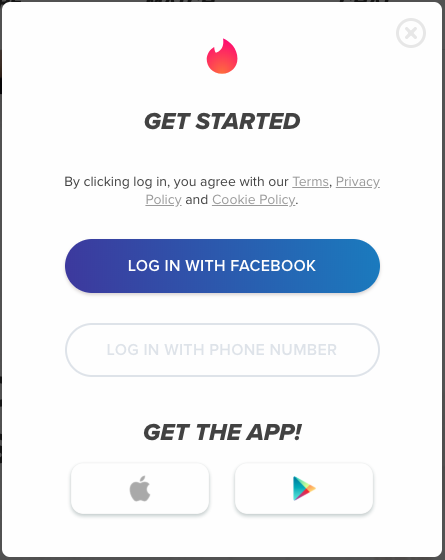 GET STARTED
By clicking log in, you agree with our Terms, Privacy
Policy and Cookie Policy.
LOG IN WITH FACEBOOK
LOG IN WITH PHONE NUMBER
GET THE APP!